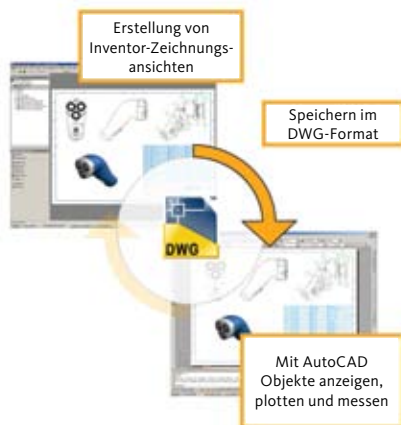 Erstellung von
Inventor-Zeichnungs-
ansichten
Speichern im
DWG-Format
DWG
Mit AutoCAD
Objekte anzeigen,
plotten und messen